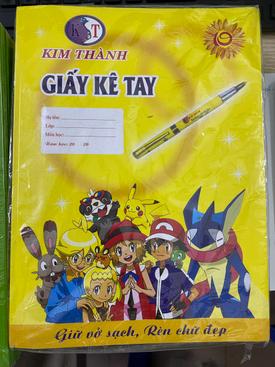 K T
KIM THÀNH
GIẤY KÊ TAY
Họ tên:
Lớp:
Môn học:
Năm học: 20 20
Giữ vở sạch, Rèn chữ đẹp